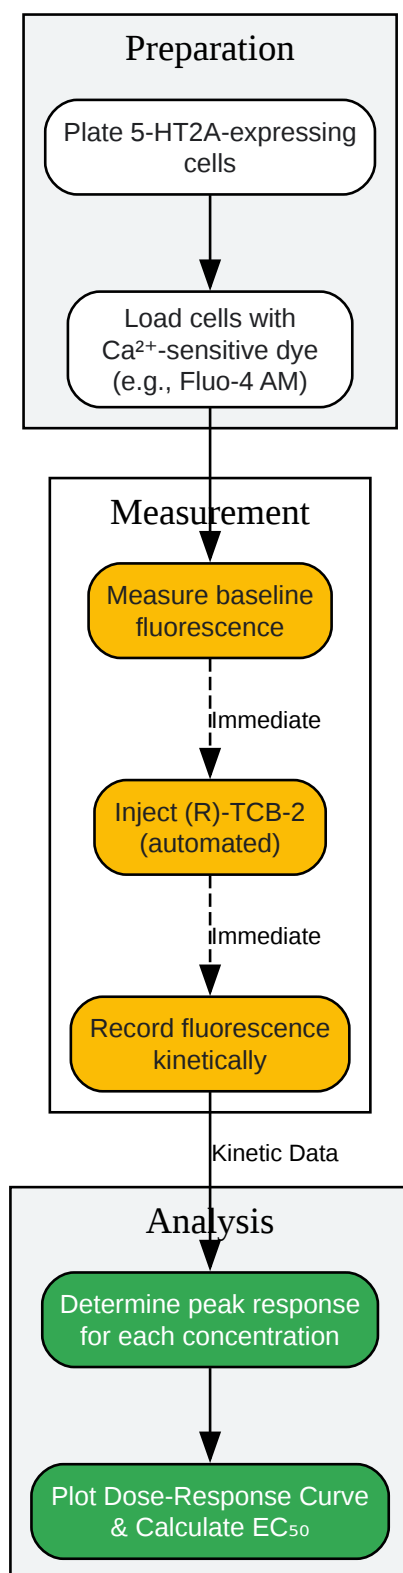 Preparation
Plate 5-HT2A-expressing
cells
Load cells with
Ca²⁺-sensitive dye
(e.g., Fluo-4 AM)
Measurement
Measure baseline
fluorescence
Immediate
Inject (R)-TCB-2
(automated)
Immediate
Record fluorescence
kinetically
Kinetic Data
Analysis
Determine peak response
for each concentration
Plot Dose-Response Curve
& Calculate EC₅₀